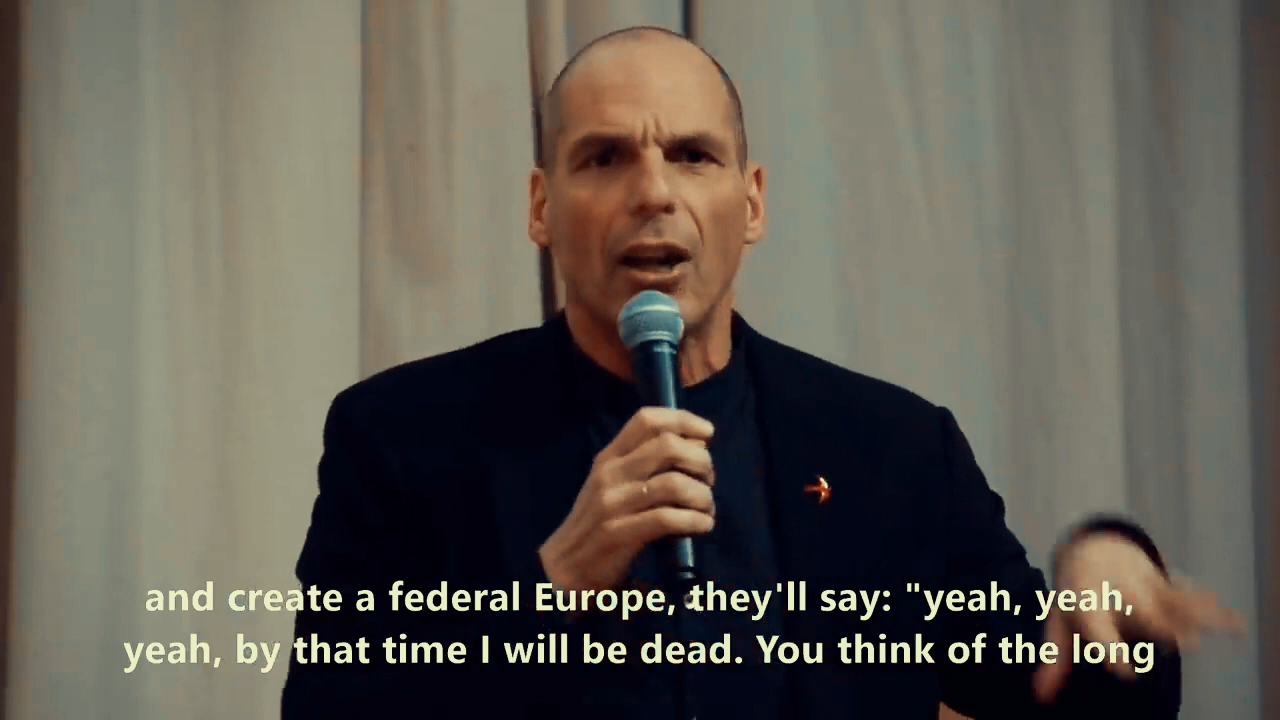 and create a federal Europe, they'll say: "yeah, yeah,
yeah, by that time I will be dead. You think of the long